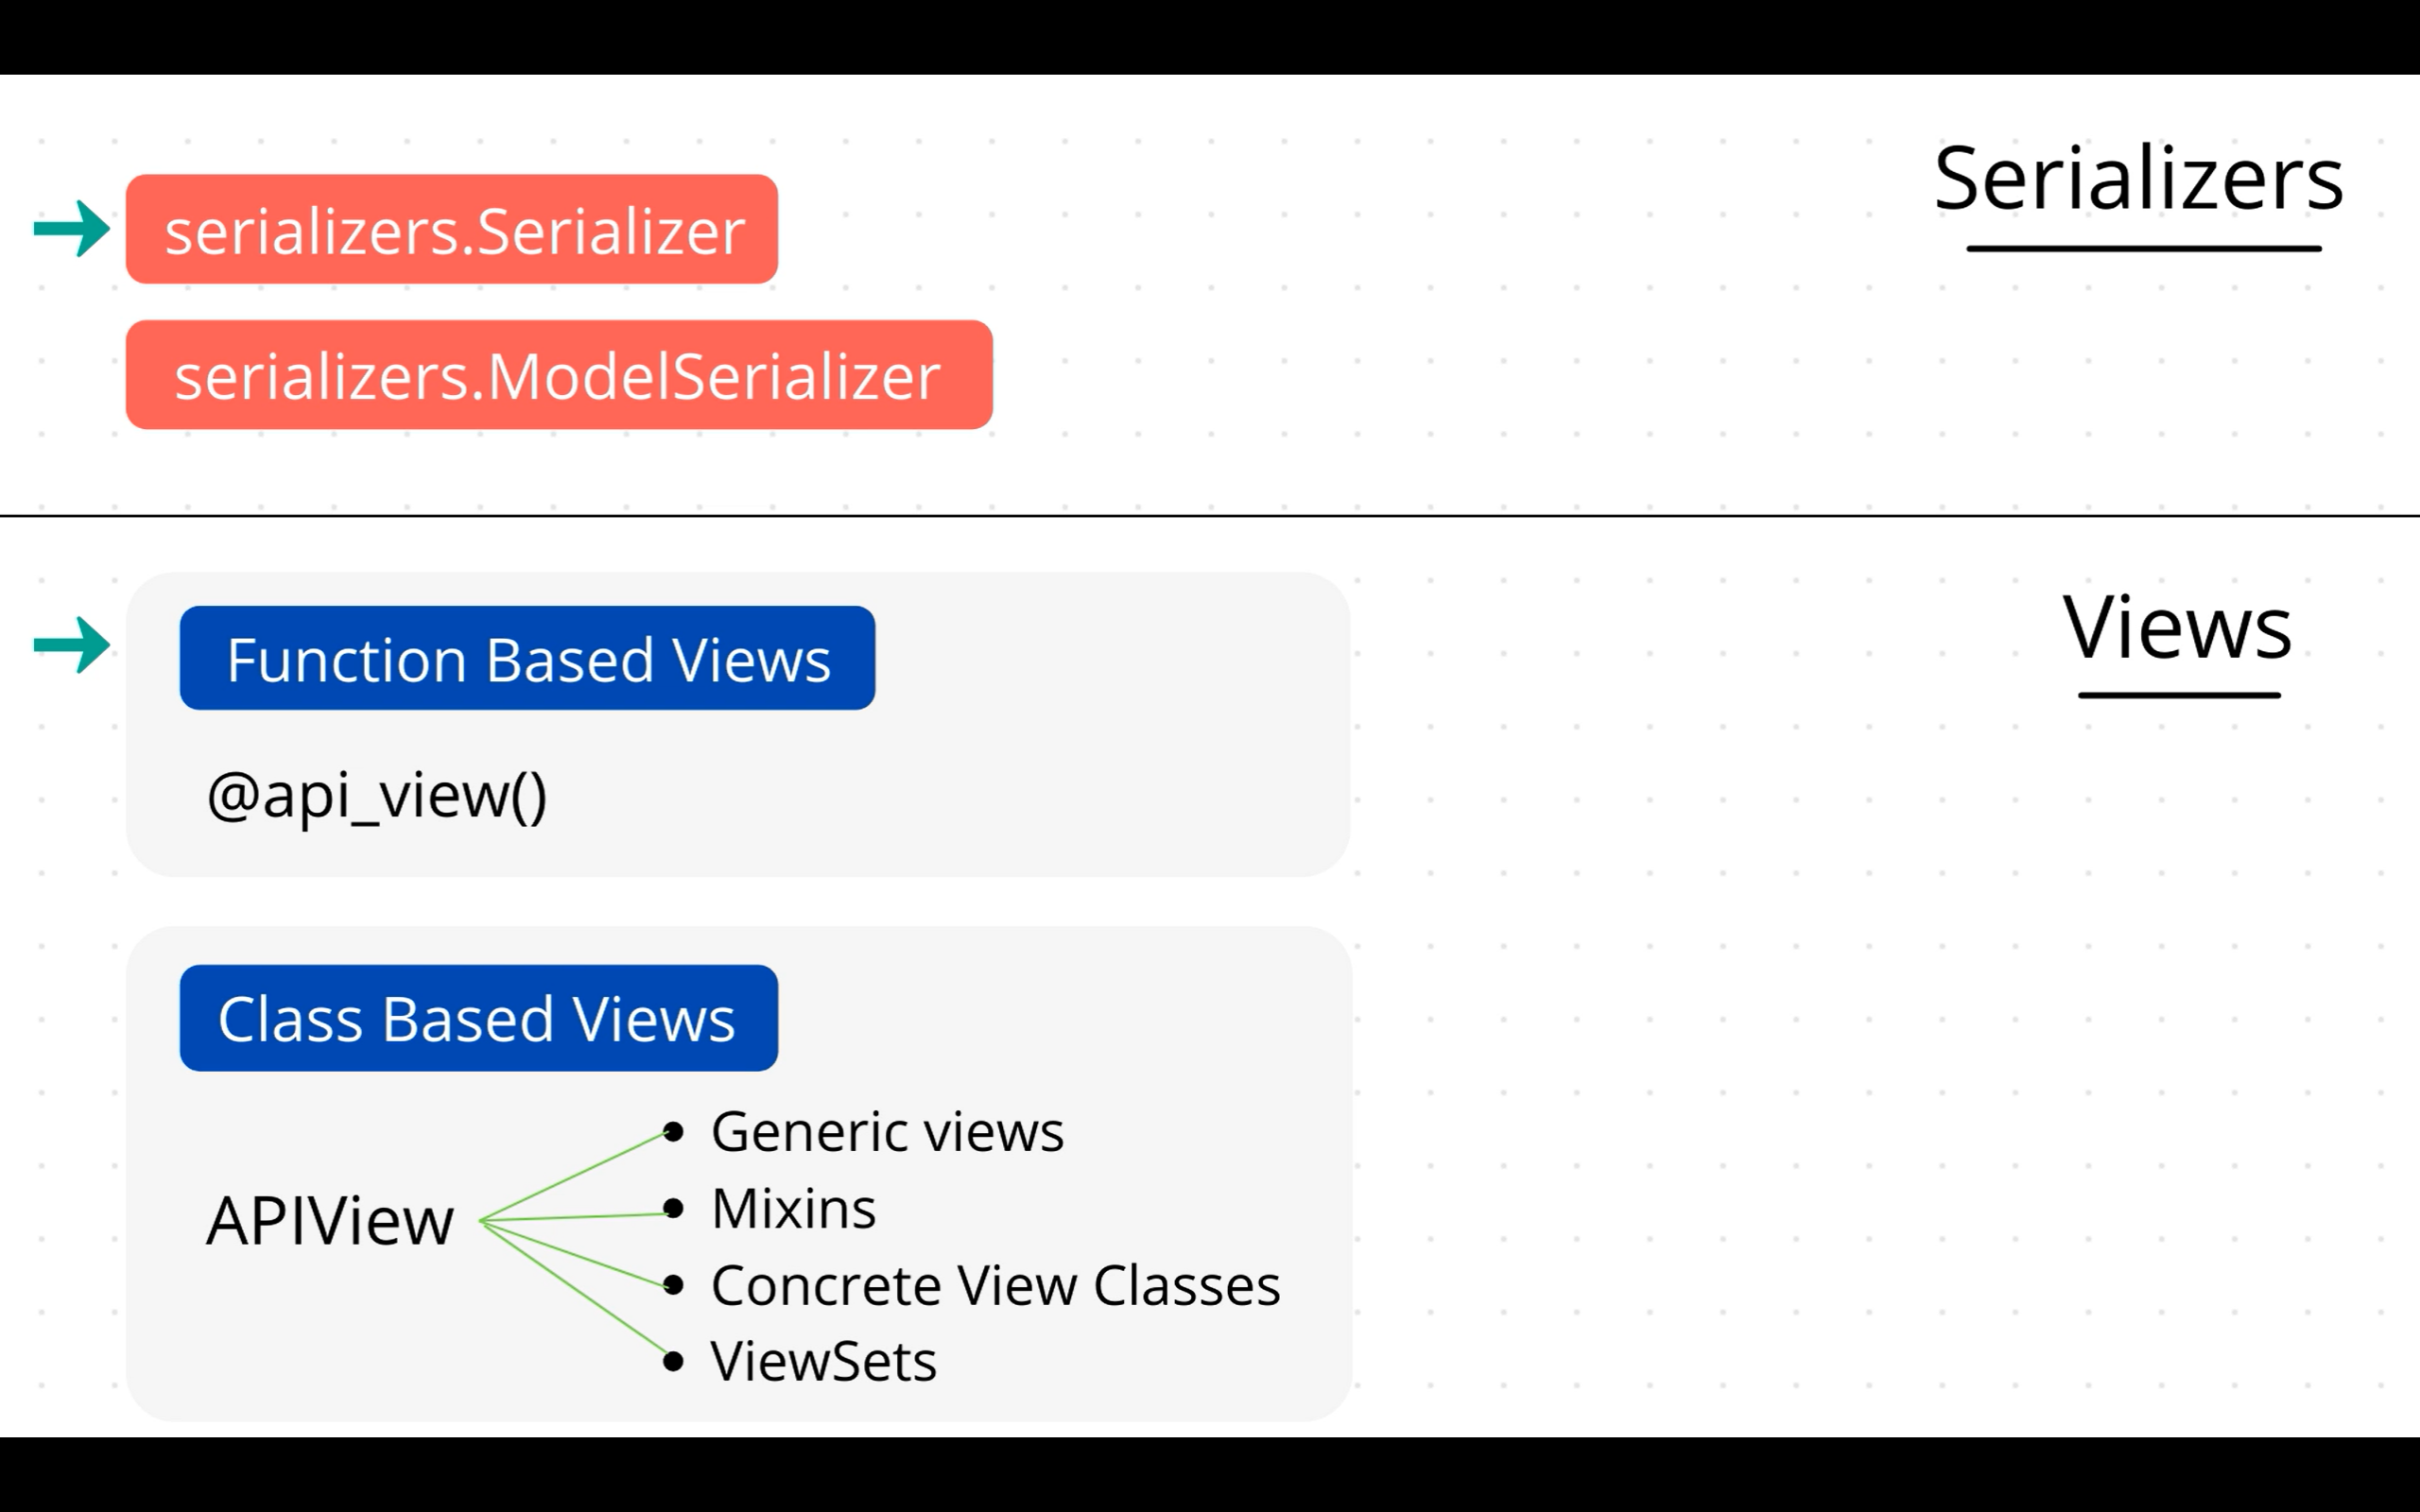 Serializers
serializers.Serializer
serializers.ModelSerializer
Views
Function Based Views
@api_view()
Class Based Views
APIView
Generic views
Mixins
Concrete View Classes
ViewSets